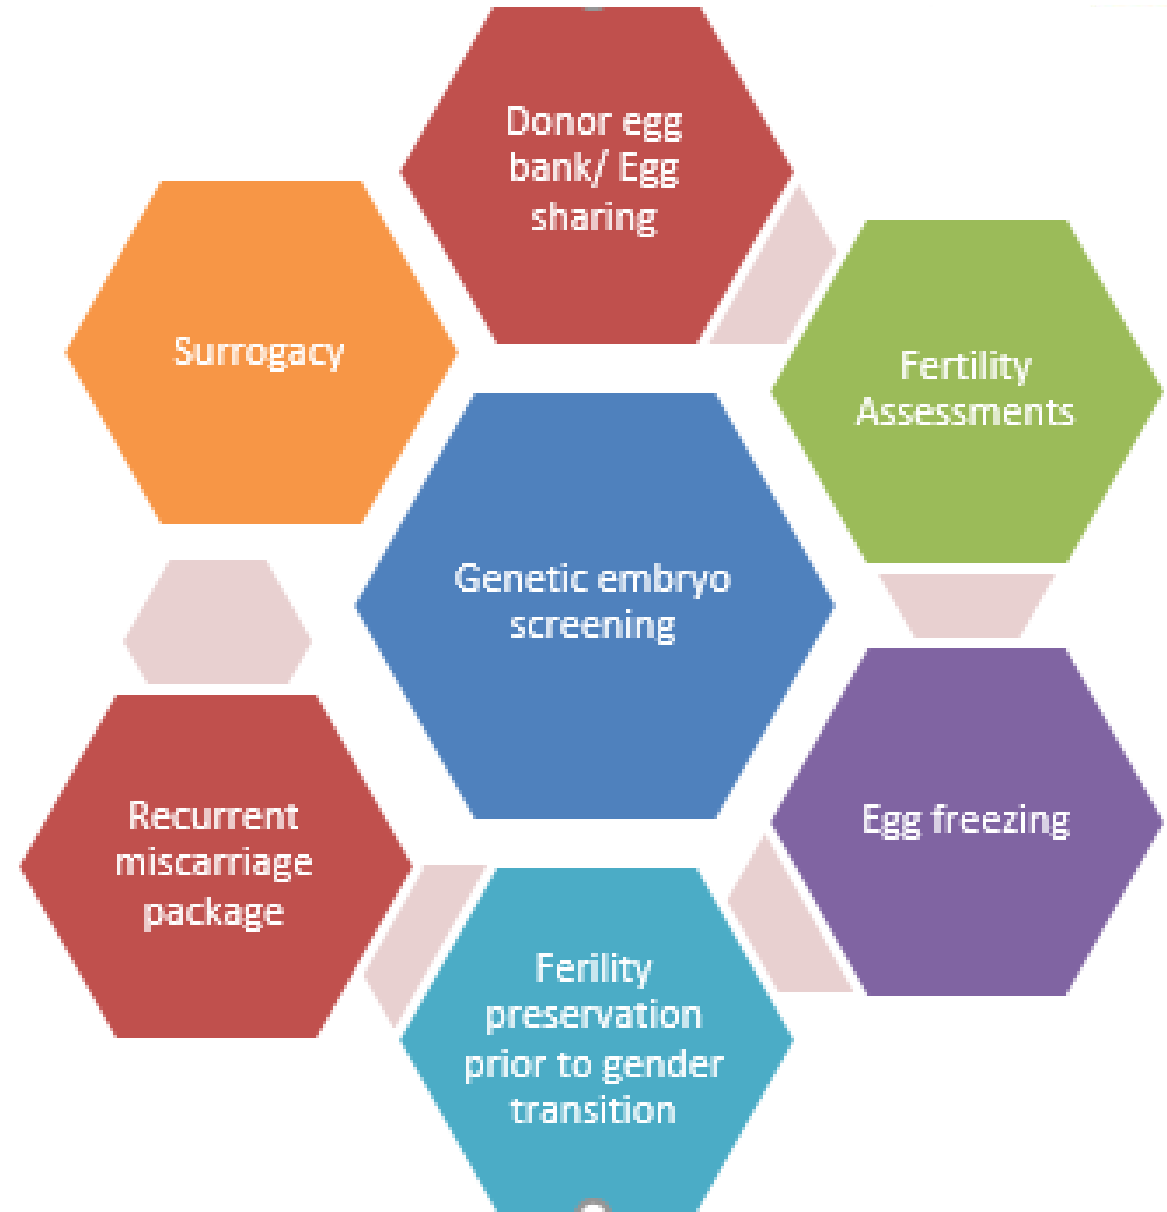 Donor egg
bank/ Egg
sharing
Surrogacy
Fertility
Assessments
Genetic embryo
screening
Recurrent
miscarriage
package
Egg freezing
Ferility
preservation
prior to gender
transition